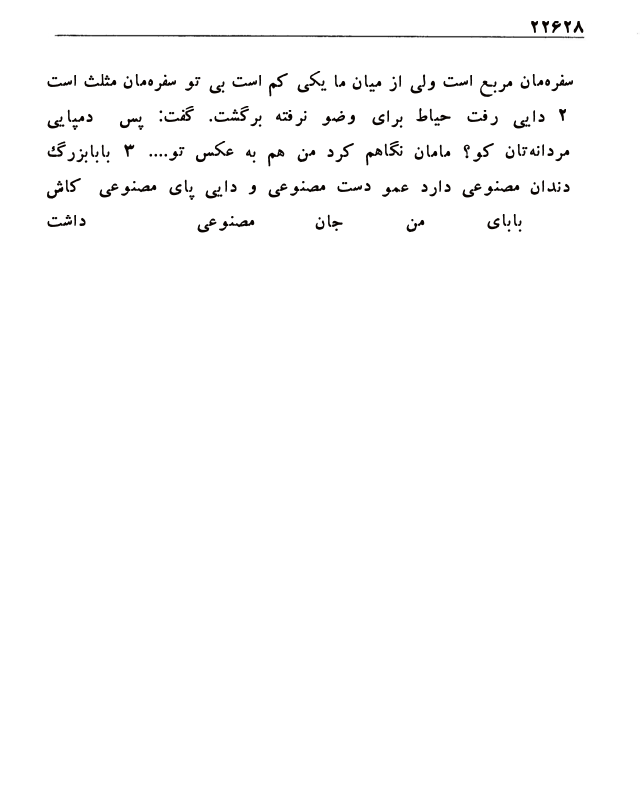 ۲۲۶۲۸
سفره‌مان مربع است ولی از میان ما یکی کم است بی تو سفره‌مان مثلث است
۲ دایی رفت حیاط برای وضو نرفته برگشت. گفت: پس دمپایی
مردانه‌تان کو؟ مامان نگاهم کرد من هم به عکس تو.... ۳ بابابزرگ
دندان مصنوعی دارد عمو دست مصنوعی و دایی پای مصنوعی کاش
بابای من جان مصنوعی داشت